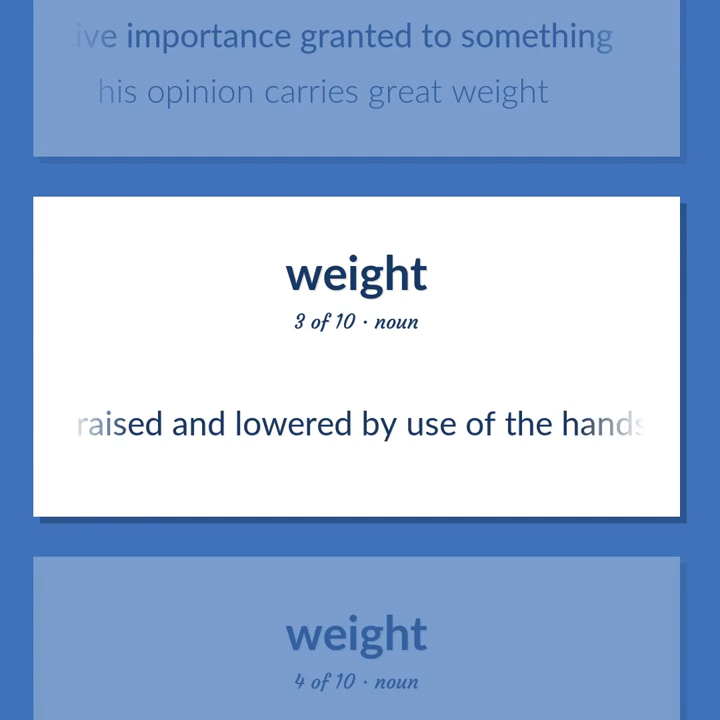 ive importance granted to something
his opinion carries great weight
weight
3 of 10 · noun
raised and lowered by use of the hands
weight
4 of 10 · noun